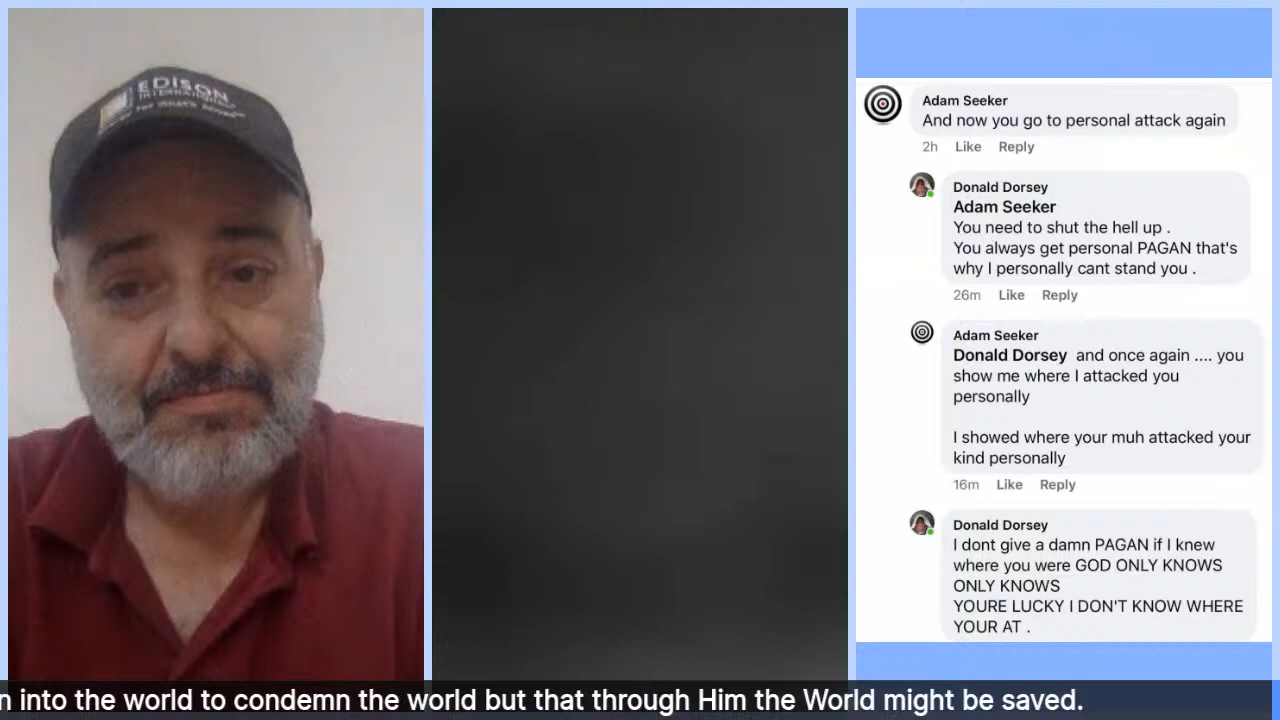 EDISON
INTERNATIONAL
Adam Seeker
And now you go to personal attack again
2h Like Reply
Donald Dorsey
Adam Seeker
You need to shut the hell up .
You always get personal PAGAN that's
why I personally cant stand you .
26m Like Reply
Adam Seeker
Donald Dorsey and once again .... you
show me where I attacked you
personally
I showed where your muh attacked your
kind personally
16m Like Reply
Donald Dorsey
I dont give a damn PAGAN if I knew
where you were GOD ONLY KNOWS
ONLY KNOWS
YOURE LUCKY I DON'T KNOW WHERE
YOUR AT .
n into the world to condemn the world but that through Him the World might be saved.